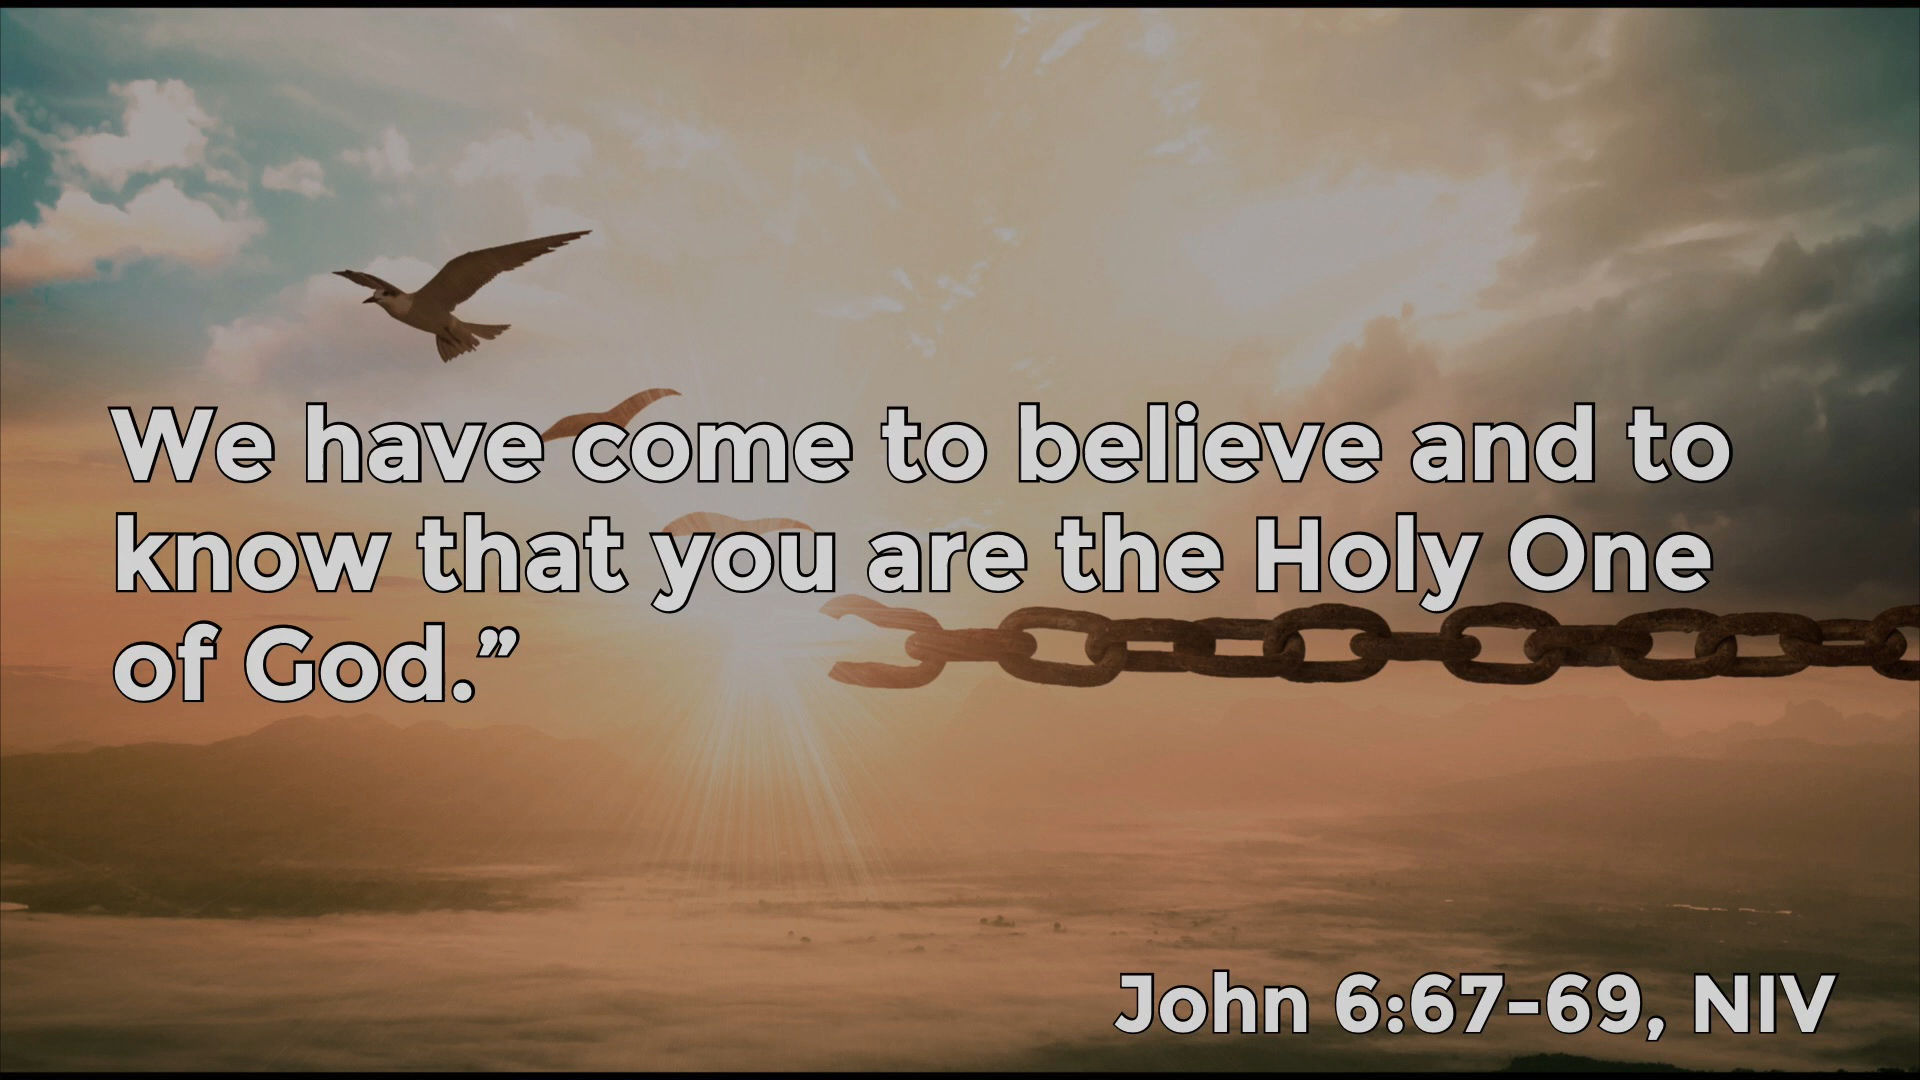 We have come to believe and to
know that you are the Holy One
of God.”
John 6:67-69, NIV